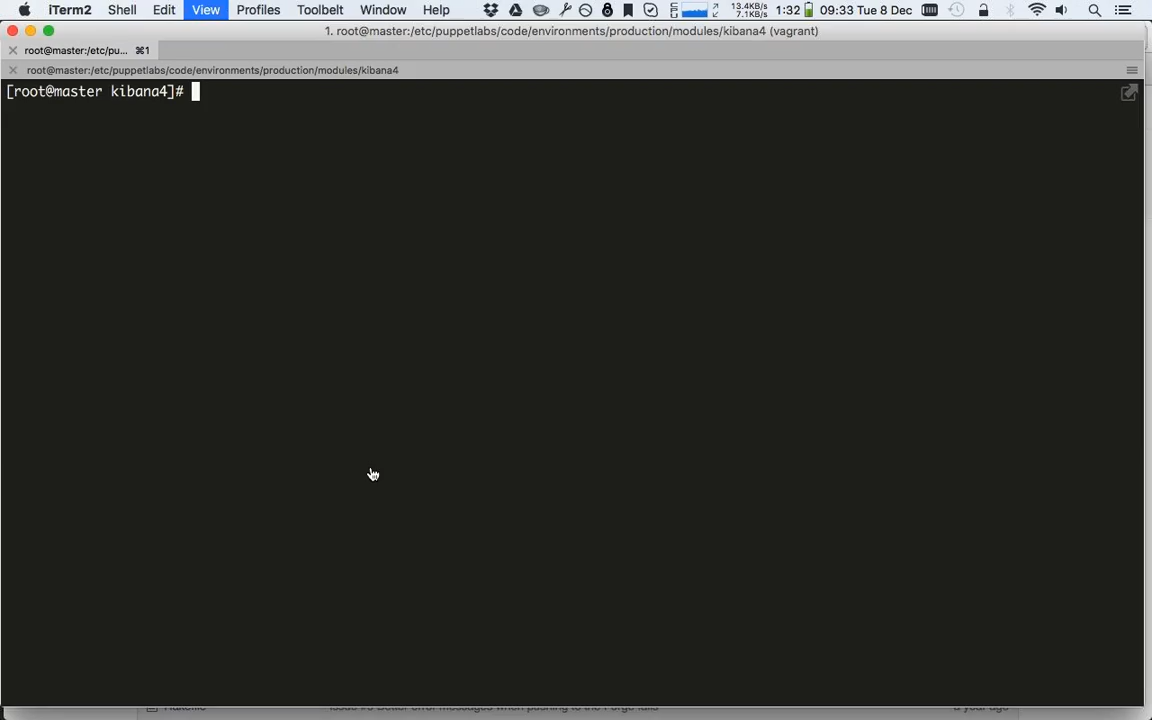 iTerm2 Shell Edit View Profiles Toolbelt Window Help 13.4KB/s 7.1KB/s 1:32 09:33 Tue 8 Dec
1. root@master:/etc/puppetlabs/code/environments/production/modules/kibana4 (vagrant)
root@master:/etc/pu... ⌘1
root@master:/etc/puppetlabs/code/environments/production/modules/kibana4
[root@master kibana4]#
a year ago